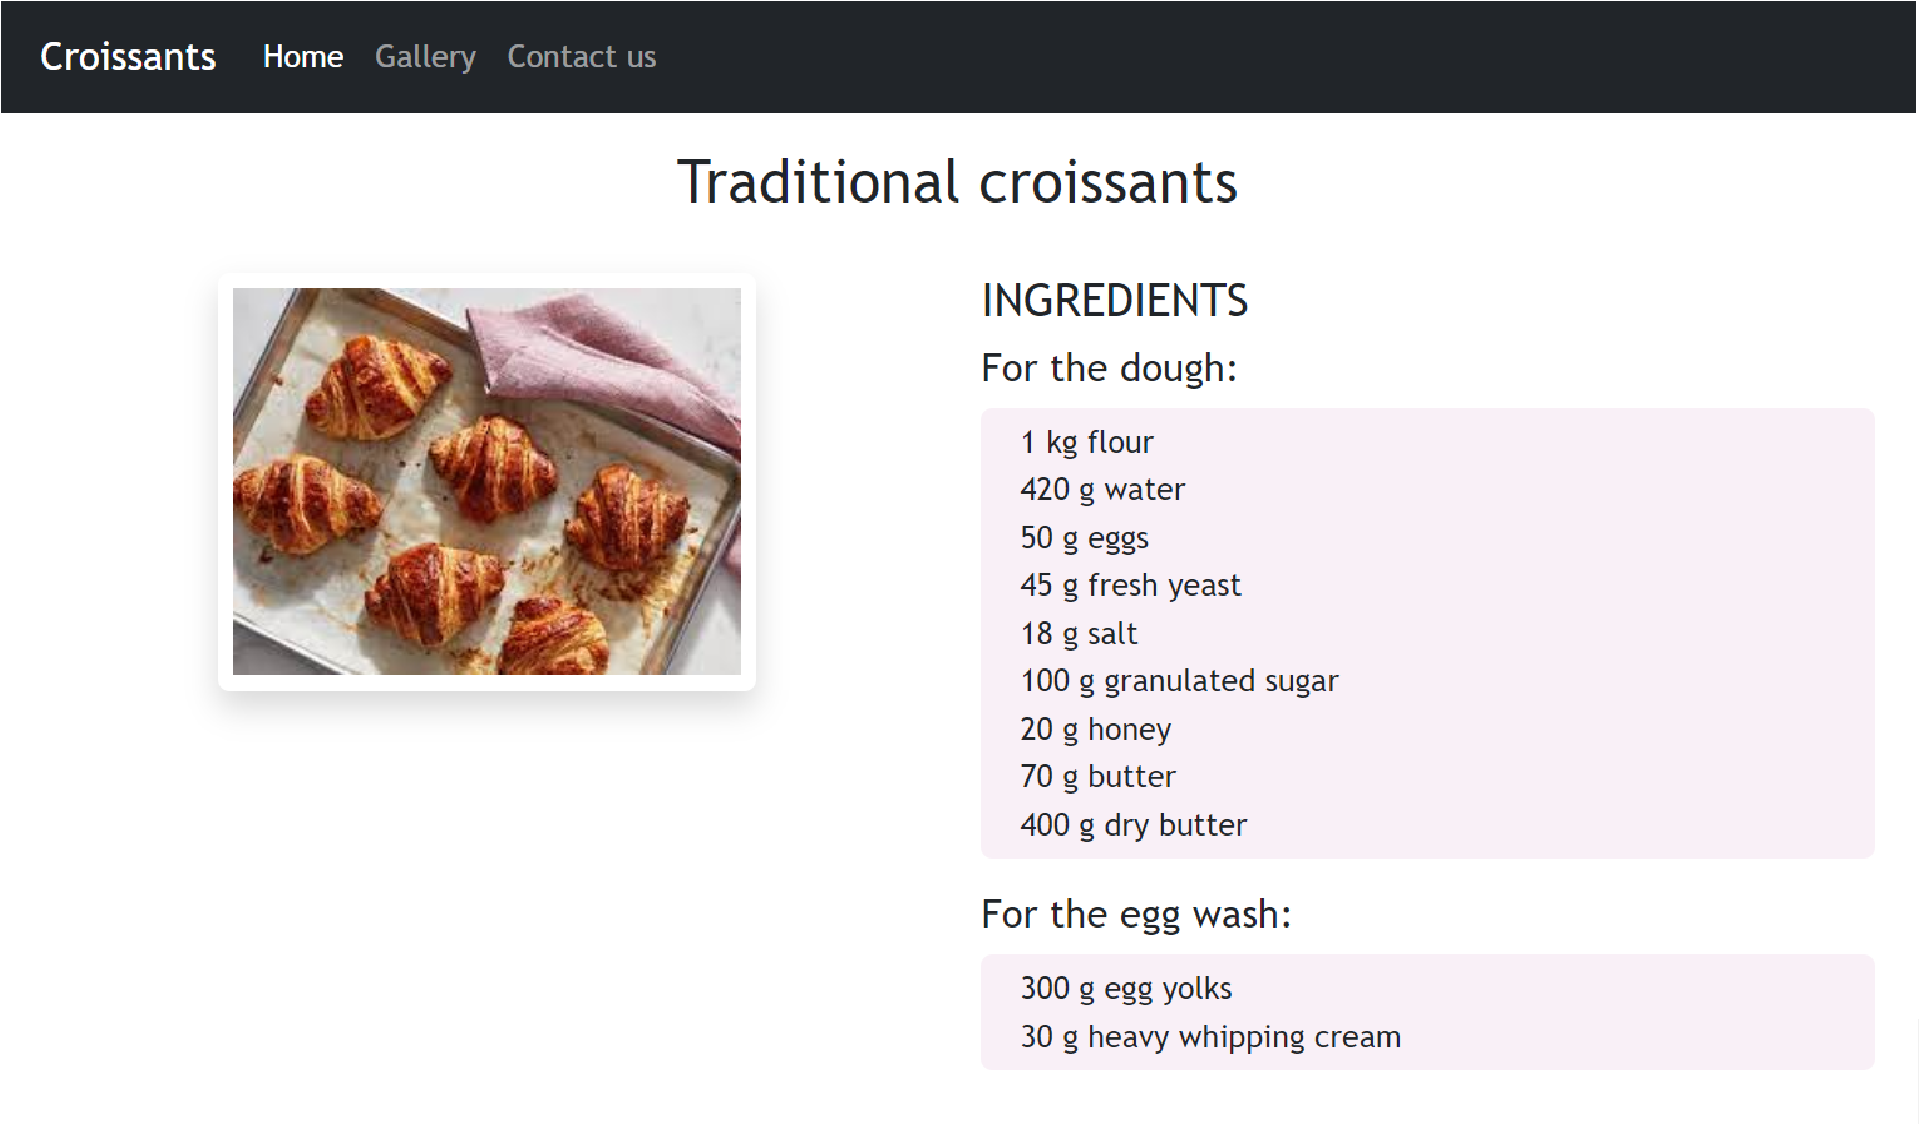 Croissants Home Gallery Contact us
Traditional croissants
INGREDIENTS
For the dough:
1 kg flour
420 g water
50 g eggs
45 g fresh yeast
18 g salt
100 g granulated sugar
20 g honey
70 g butter
400 g dry butter
For the egg wash:
300 g egg yolks
30 g heavy whipping cream